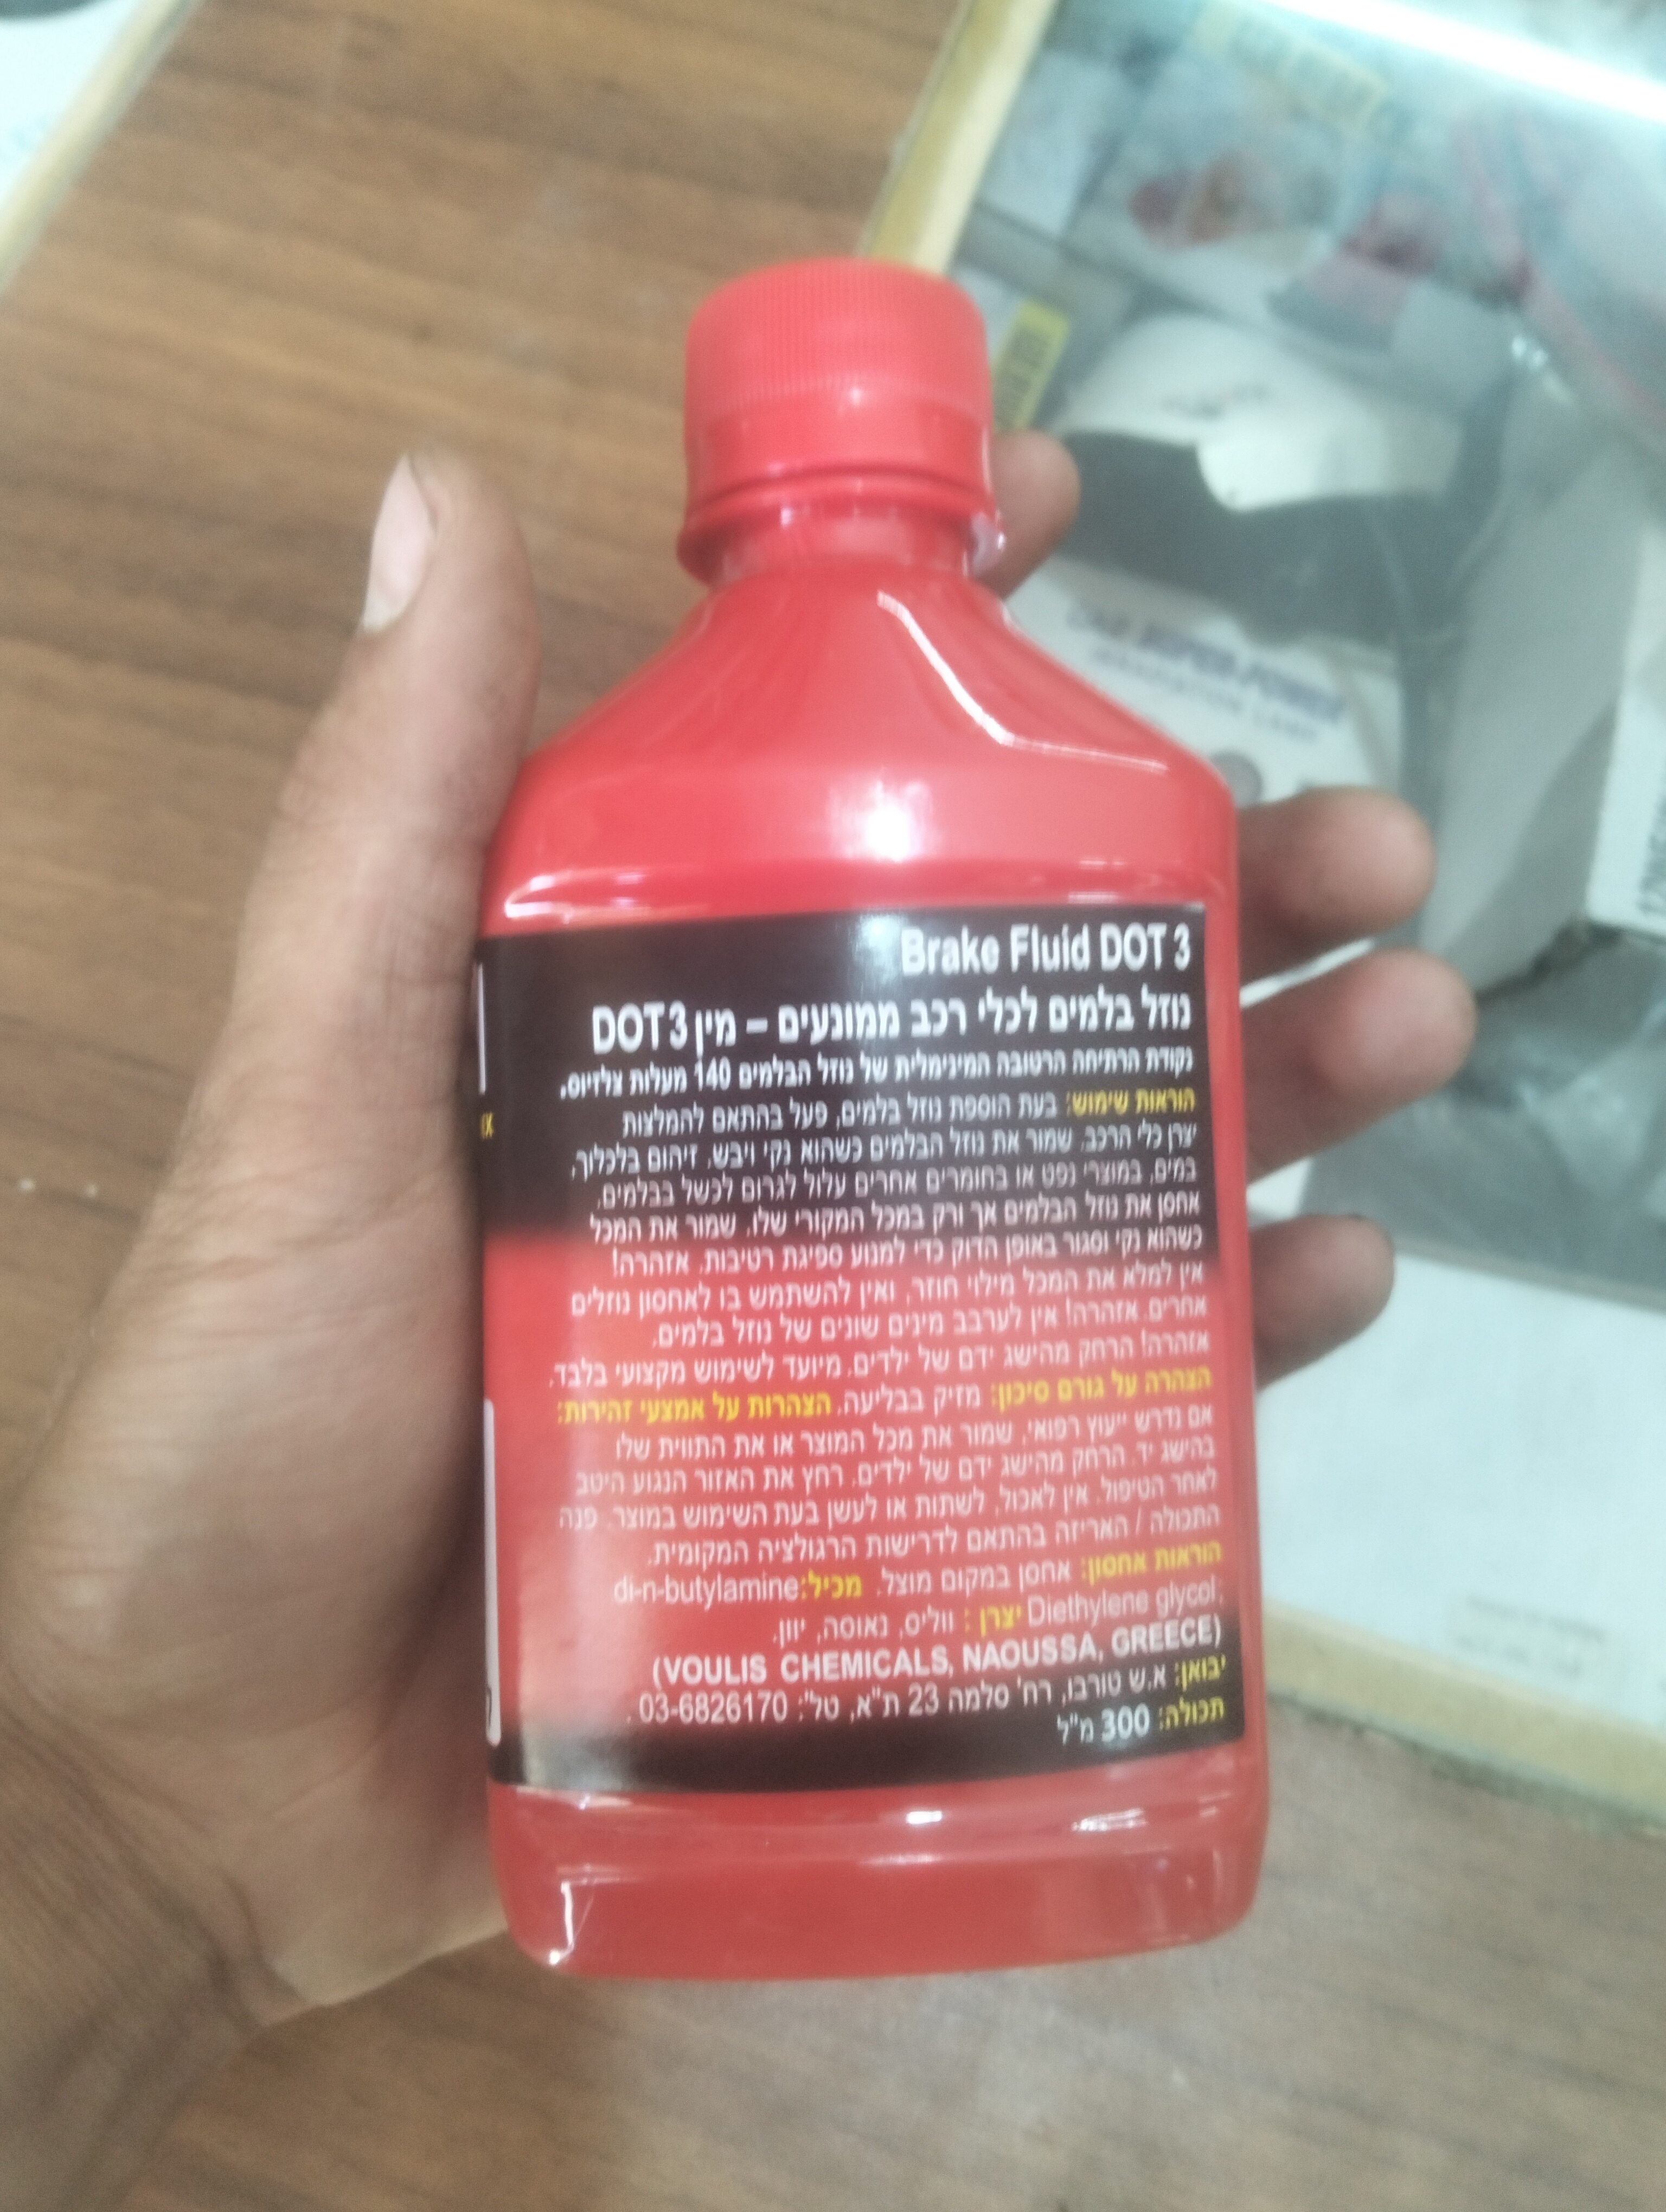 Brake Fluid DOT 3
נוזל בלמים לכלי רכב ממונעים – מין DOT3
נקודת הרתיחה הרטובה המינימלית של נוזל הבלמים 140 מעלות צלזיוס.
הוראות שימוש: בעת הוספת נוזל בלמים, פעל בהתאם להמלצות
יצרן כלי הרכב. שמור את נוזל הבלמים כשהוא נקי ויבש. זיהום בלכלוך,
במים, במוצרי נפט או בחומרים אחרים עלול לגרום לכשל בבלמים.
אחסן את נוזל הבלמים אך ורק במכל המקורי שלו. שמור את המכל
כשהוא נקי וסגור באופן הדוק כדי למנוע ספיגת רטיבות. אזהרה!
אין למלא את המכל מילוי חוזר, ואין להשתמש בו לאחסון נוזלים
אחרים. אזהרה! אין לערבב מינים שונים של נוזל בלמים.
אזהרה! הרחק מהישג ידם של ילדים. מיועד לשימוש מקצועי בלבד.
הצהרה על גורם סיכון: מזיק בבליעה. הצהרות על אמצעי זהירות:
אם נדרש ייעוץ רפואי, שמור את מכל המוצר או את התווית שלו
בהישג יד. הרחק מהישג ידם של ילדים. רחץ את האזור הנגוע היטב
לאחר הטיפול. אין לאכול, לשתות או לעשן בעת השימוש במוצר. פנה
התכולה / האריזה בהתאם לדרישות הרגולציה המקומית.
הוראות אחסון: אחסן במקום מוצל. מכיל: di-n-butylamine
Diethylene glycol; יצרן : ווליס, נאוסה, יוון.
(VOULIS CHEMICALS, NAOUSSA, GREECE)
יבואן: א.ש טורבו, רח' סלמה 23 ת"א, טל': 03-6826170 .
תכולה: 300 מ"ל
CAR SUPER-POWER